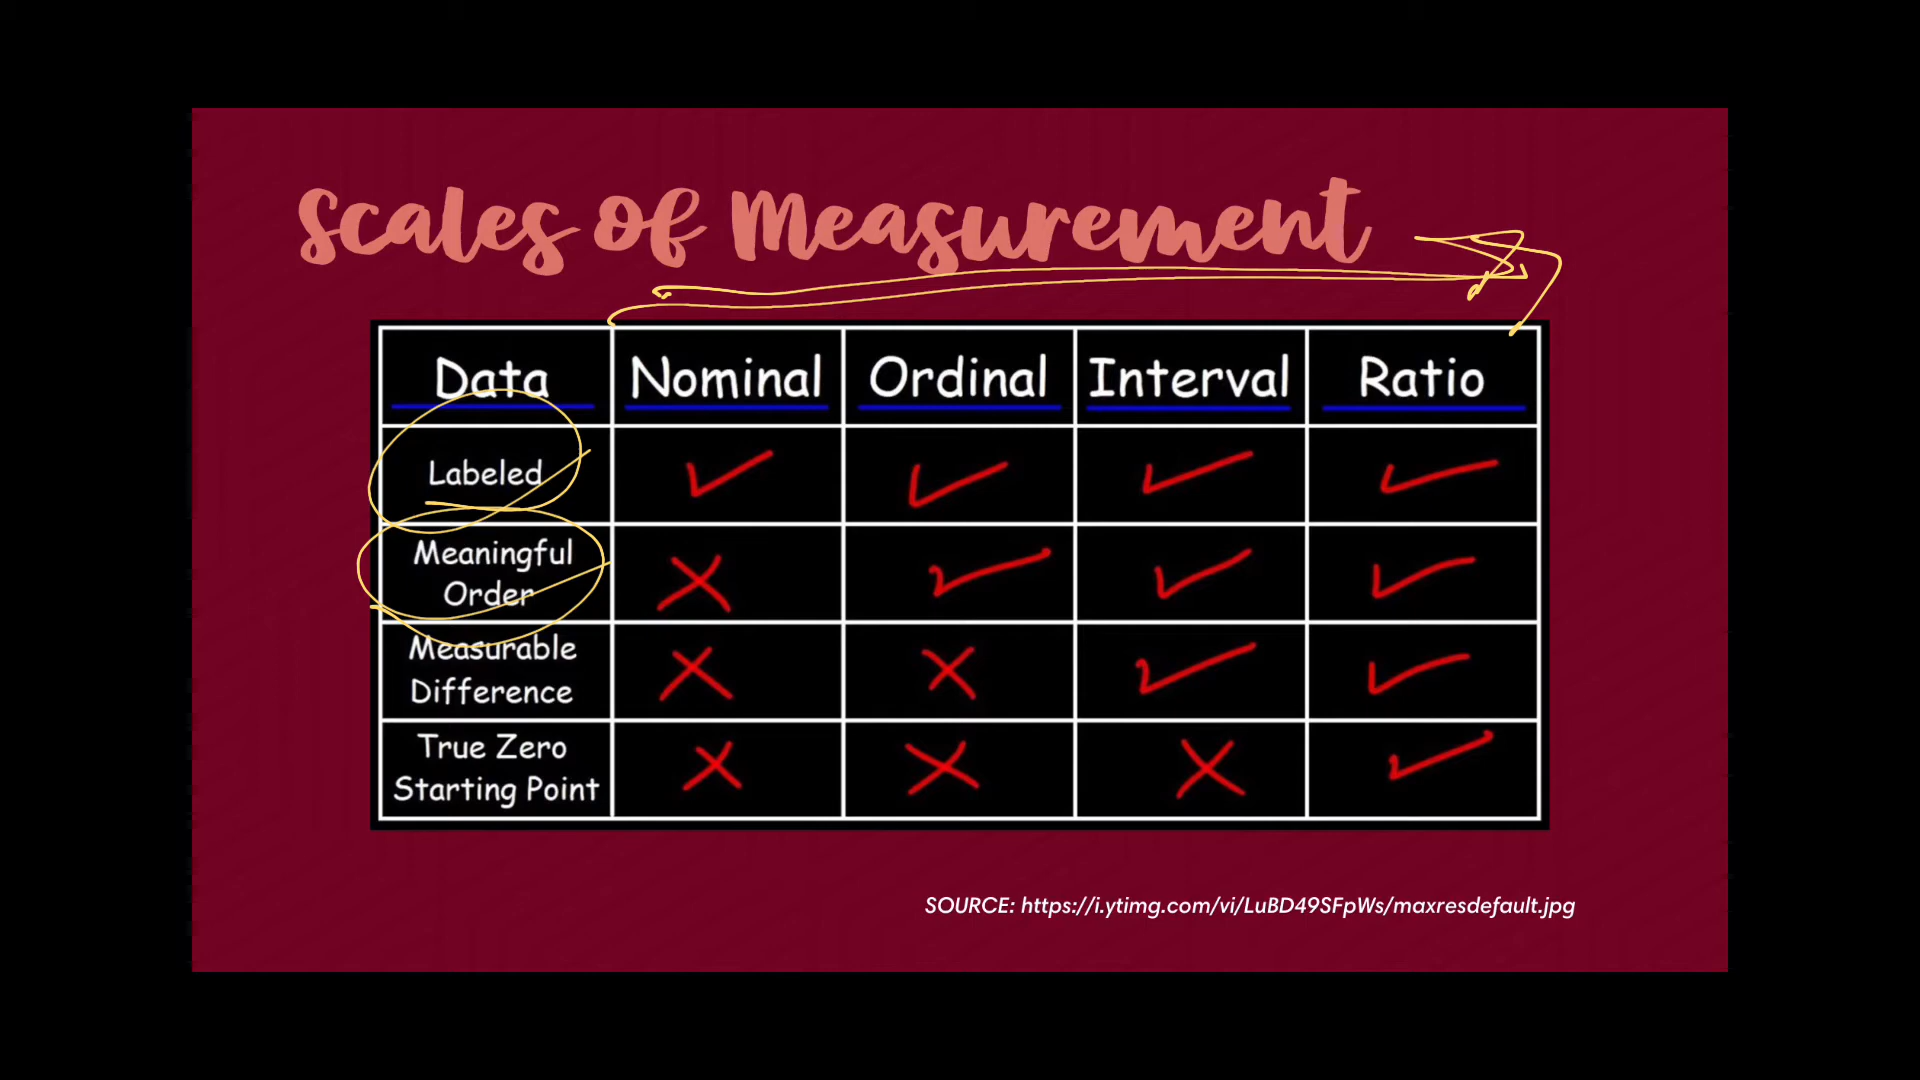 Scales of Measurement
Data Nominal Ordinal Interval Ratio
Labeled
Meaningful
Order
Measurable
Difference
True Zero
Starting Point
SOURCE: https://i.ytimg.com/vi/LuBD49SFpWs/maxresdefault.jpg